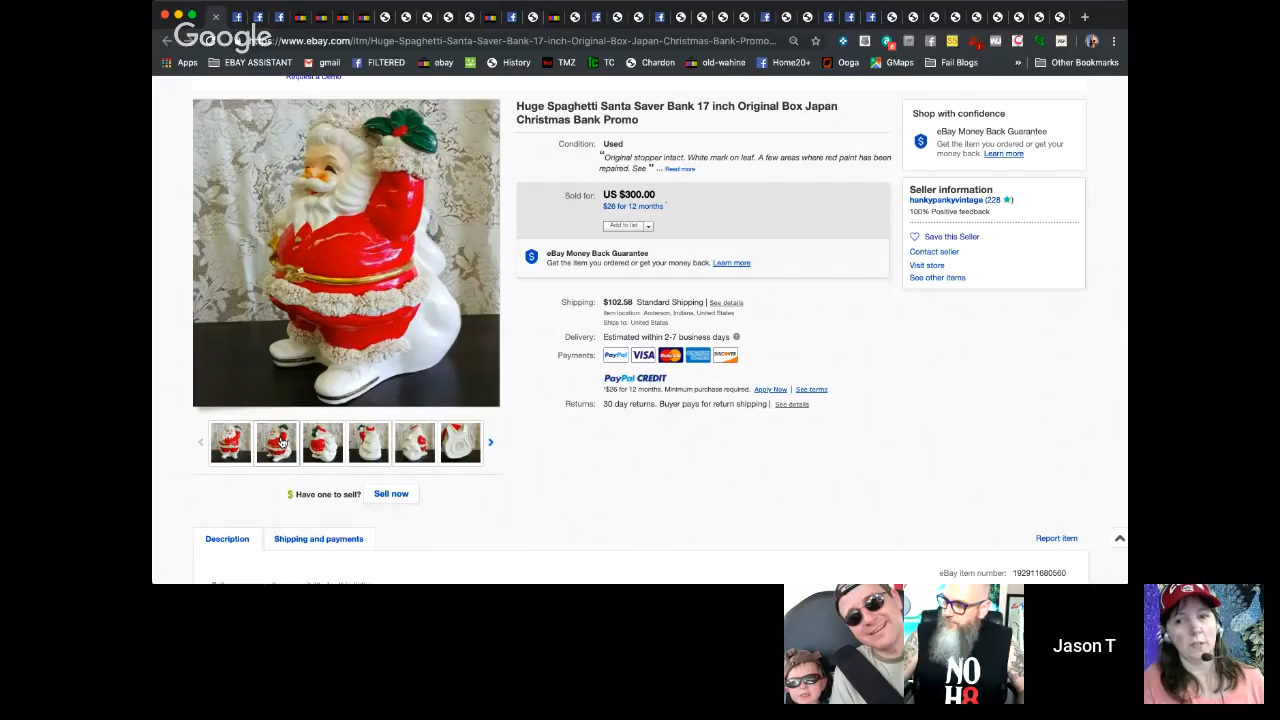 Google
https://www.ebay.com/itm/Huge-Spaghetti-Santa-Saver-Bank-17-inch-Original-Box-Japan-Christmas-Bank-Promo...
Apps EBAY ASSISTANT gmail FILTERED ebay History TMZ TC Chardon old-wahine Home20+ Ooga GMaps Fail Blogs » Other Bookmarks
Request a Demo
Huge Spaghetti Santa Saver Bank 17 inch Original Box Japan
Christmas Bank Promo
Condition: Used
"Original stopper intact. White mark on leaf. A few areas where red paint has been
repaired. See " ... Read more
Sold for: US $300.00
$26 for 12 months *
Add to list
eBay Money Back Guarantee
Get the item you ordered or get your money back. Learn more
Shipping: $102.58 Standard Shipping | See details
Item location: Anderson, Indiana, United States
Ships to: United States
Delivery: Estimated within 2-7 business days
Payments: PayPal VISA MasterCard DISCOVER
PayPal CREDIT
*$26 for 12 months. Minimum purchase required. Apply Now | See terms
Returns: 30 day returns. Buyer pays for return shipping | See details
Shop with confidence
eBay Money Back Guarantee
Get the item you ordered or get your
money back. Learn more
Seller information
hankypankyvintage (228 )
100% Positive feedback
Save this Seller
Contact seller
Visit store
See other items
Have one to sell? Sell now
Description Shipping and payments
Report item
eBay item number: 192911680560
NO
H8
Jason T